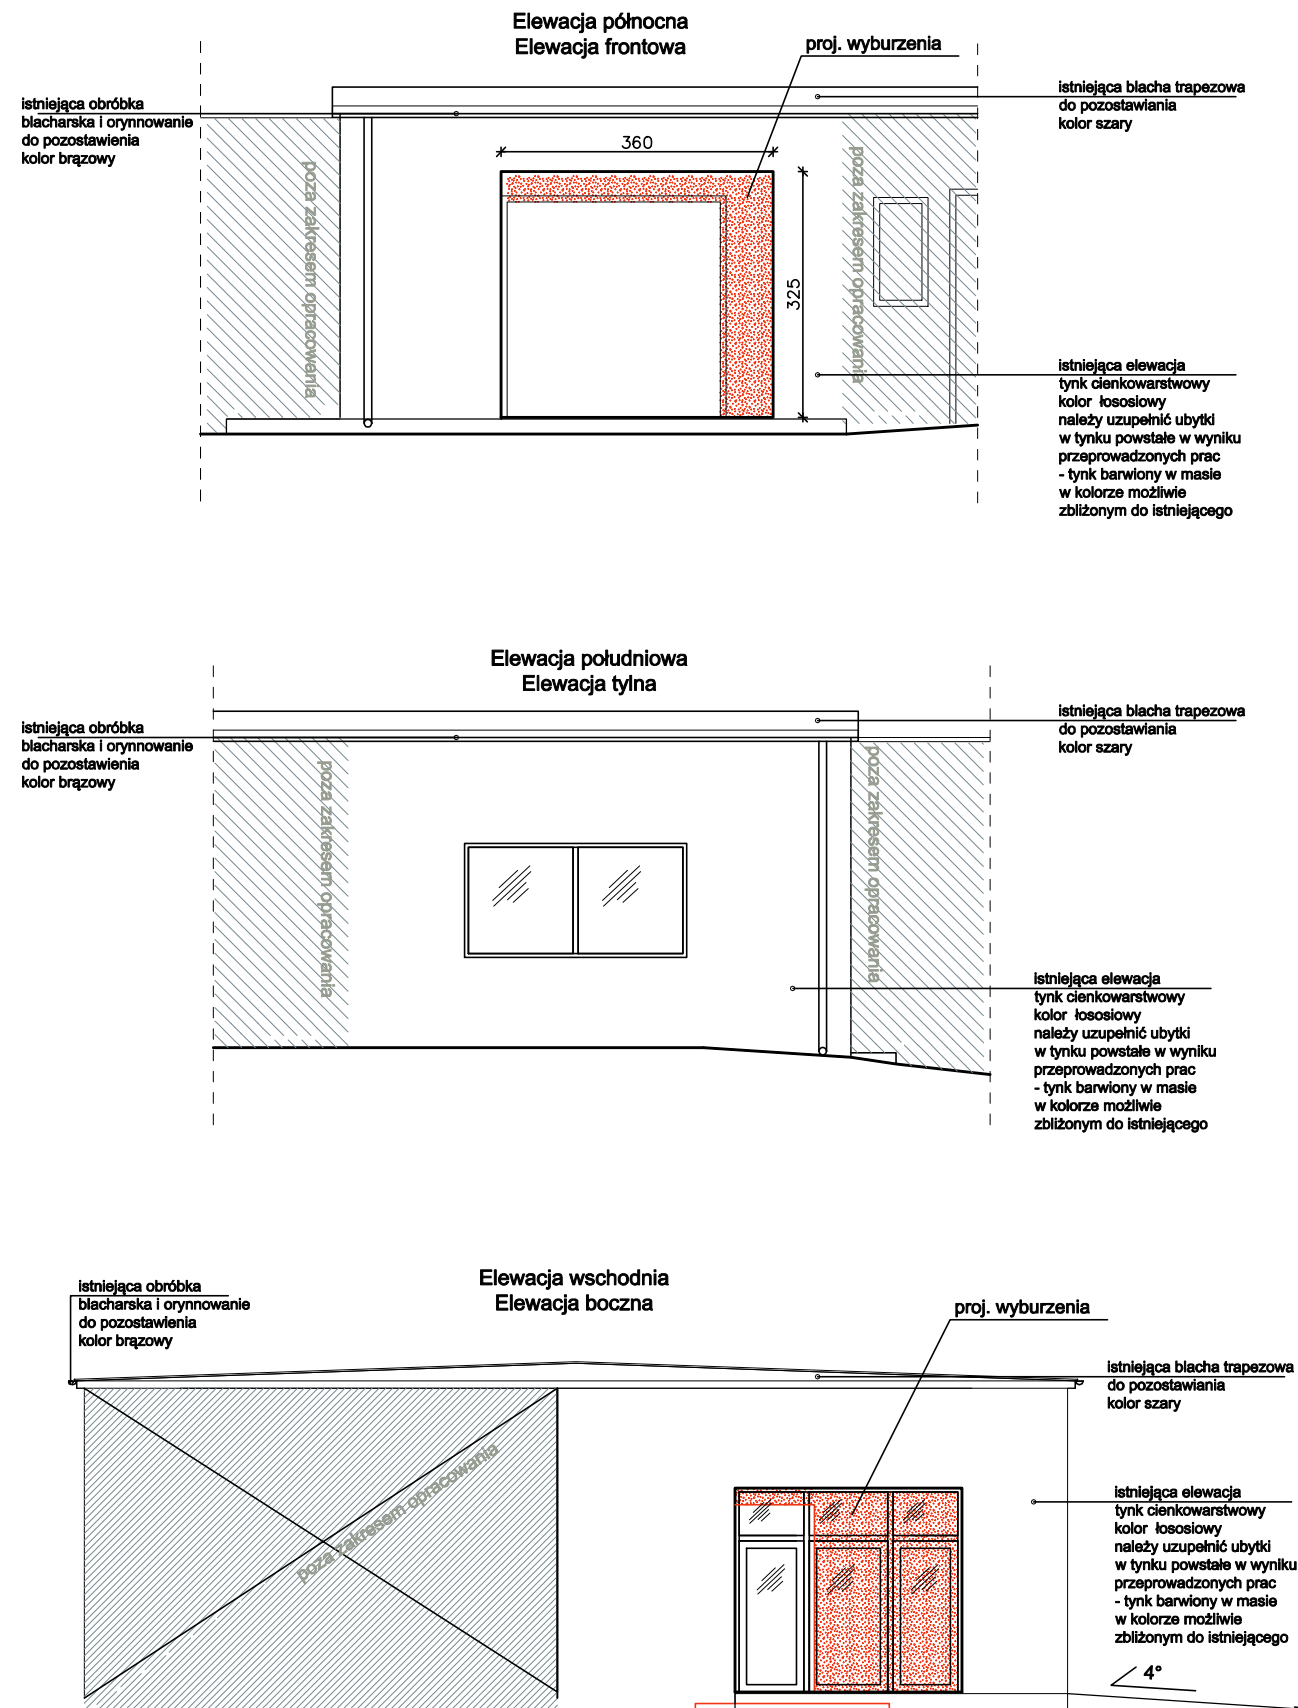 Elewacja północna
Elewacja frontowa
proj. wyburzenia
istniejąca obróbka
blacharska i orynnowanie
do pozostawienia
kolor brązowy
istniejąca blacha trapezowa
do pozostawiania
kolor szary
360
325
poza zakresem opracowania
poza zakresem opracowania
istniejąca elewacja
tynk cienkowarstwowy
kolor łososiowy
należy uzupełnić ubytki
w tynku powstałe w wyniku
przeprowadzonych prac
- tynk barwiony w masie
w kolorze możliwie
zbliżonym do istniejącego
Elewacja południowa
Elewacja tylna
istniejąca obróbka
blacharska i orynnowanie
do pozostawienia
kolor brązowy
istniejąca blacha trapezowa
do pozostawiania
kolor szary
poza zakresem opracowania
poza zakresem opracowania
istniejąca elewacja
tynk cienkowarstwowy
kolor łososiowy
należy uzupełnić ubytki
w tynku powstałe w wyniku
przeprowadzonych prac
- tynk barwiony w masie
w kolorze możliwie
zbliżonym do istniejącego
Elewacja wschodnia
Elewacja boczna
istniejąca obróbka
blacharska i orynnowanie
do pozostawienia
kolor brązowy
proj. wyburzenia
istniejąca blacha trapezowa
do pozostawiania
kolor szary
poza zakresem opracowania
istniejąca elewacja
tynk cienkowarstwowy
kolor łososiowy
należy uzupełnić ubytki
w tynku powstałe w wyniku
przeprowadzonych prac
- tynk barwiony w masie
w kolorze możliwie
zbliżonym do istniejącego
4°